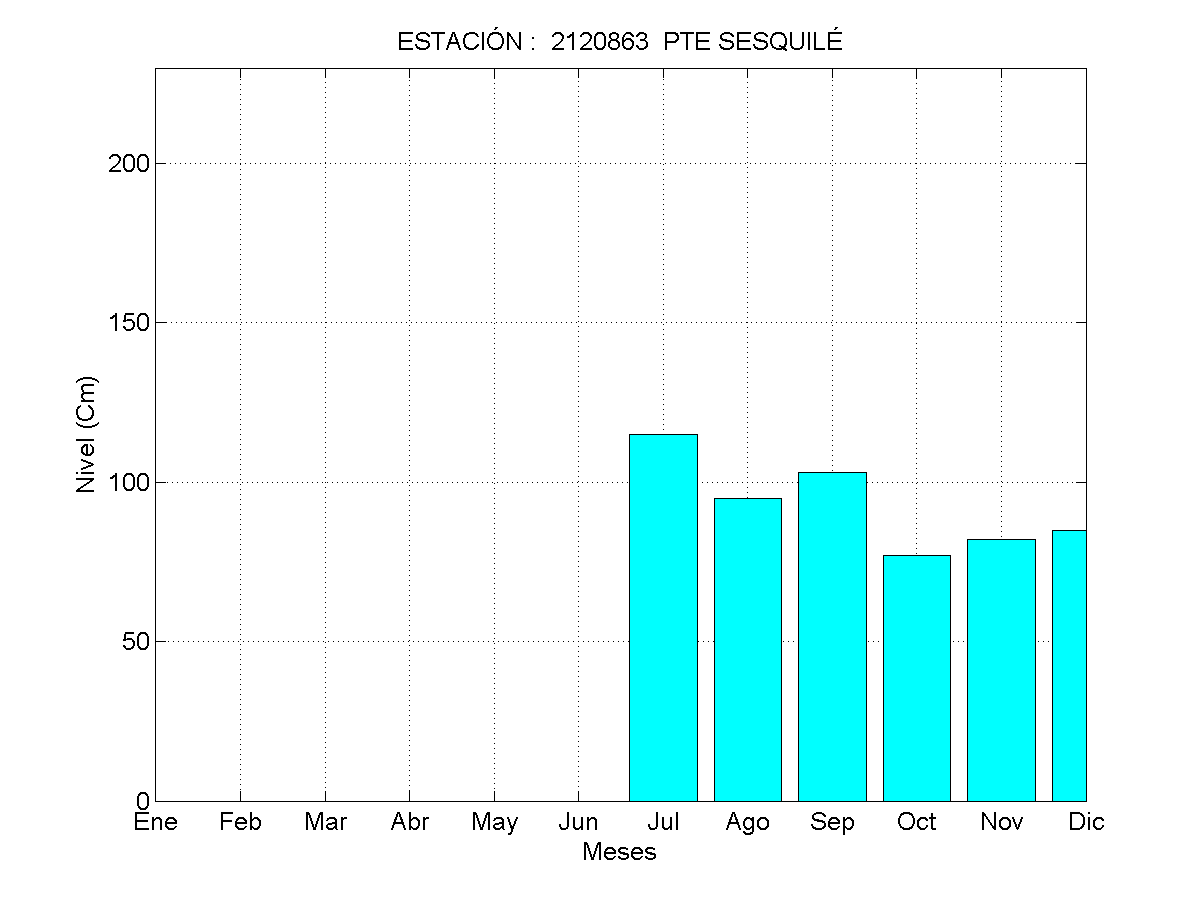 ESTACIÓN :  2120863  PTE SESQUILÉ
200
150
100
50
0
Nivel (Cm)
Ene Feb Mar Abr May Jun Jul Ago Sep Oct Nov Dic
Meses